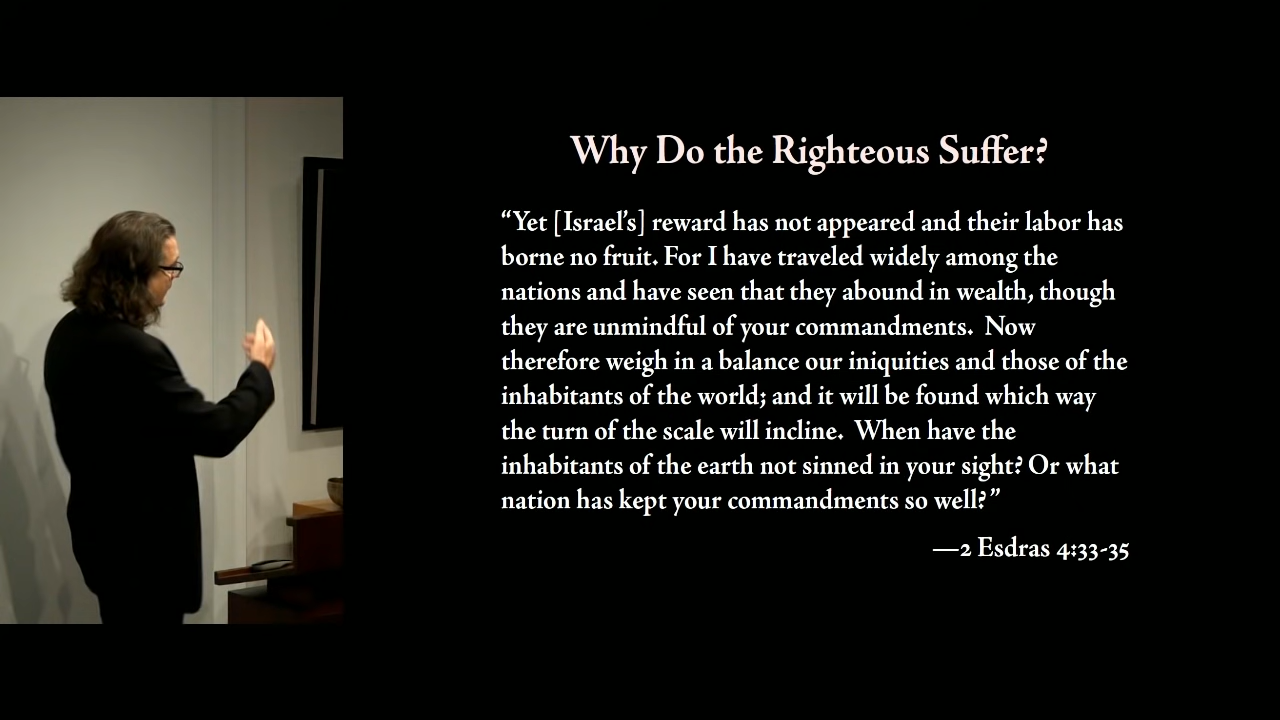 Why Do the Righteous Suffer?
“Yet [Israel’s] reward has not appeared and their labor has
borne no fruit. For I have traveled widely among the
nations and have seen that they abound in wealth, though
they are unmindful of your commandments.  Now
therefore weigh in a balance our iniquities and those of the
inhabitants of the world; and it will be found which way
the turn of the scale will incline.  When have the
inhabitants of the earth not sinned in your sight? Or what
nation has kept your commandments so well?”
—2 Esdras 4:33-35